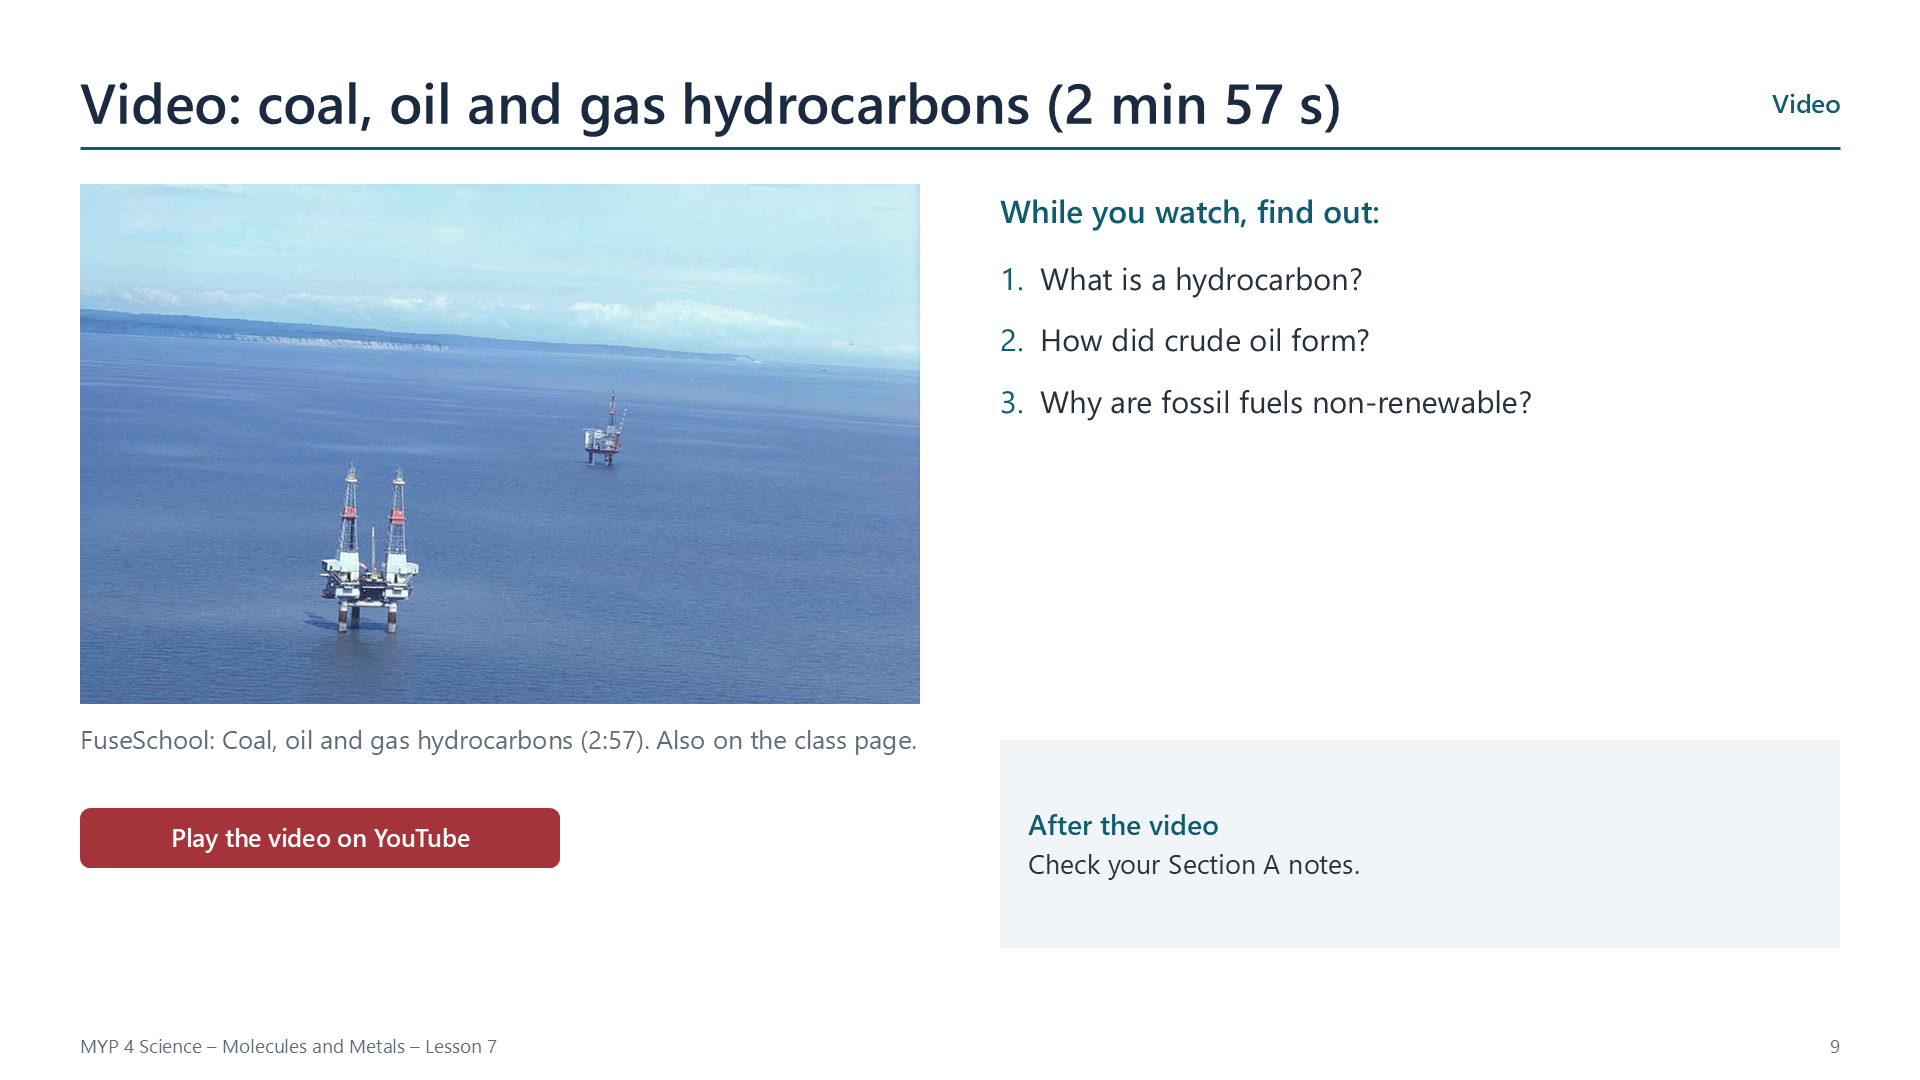 Video: coal, oil and gas hydrocarbons (2 min 57 s)
Video
While you watch, find out:
1. What is a hydrocarbon?
2. How did crude oil form?
3. Why are fossil fuels non-renewable?
FuseSchool: Coal, oil and gas hydrocarbons (2:57). Also on the class page.
Play the video on YouTube
After the video
Check your Section A notes.
MYP 4 Science – Molecules and Metals – Lesson 7
9